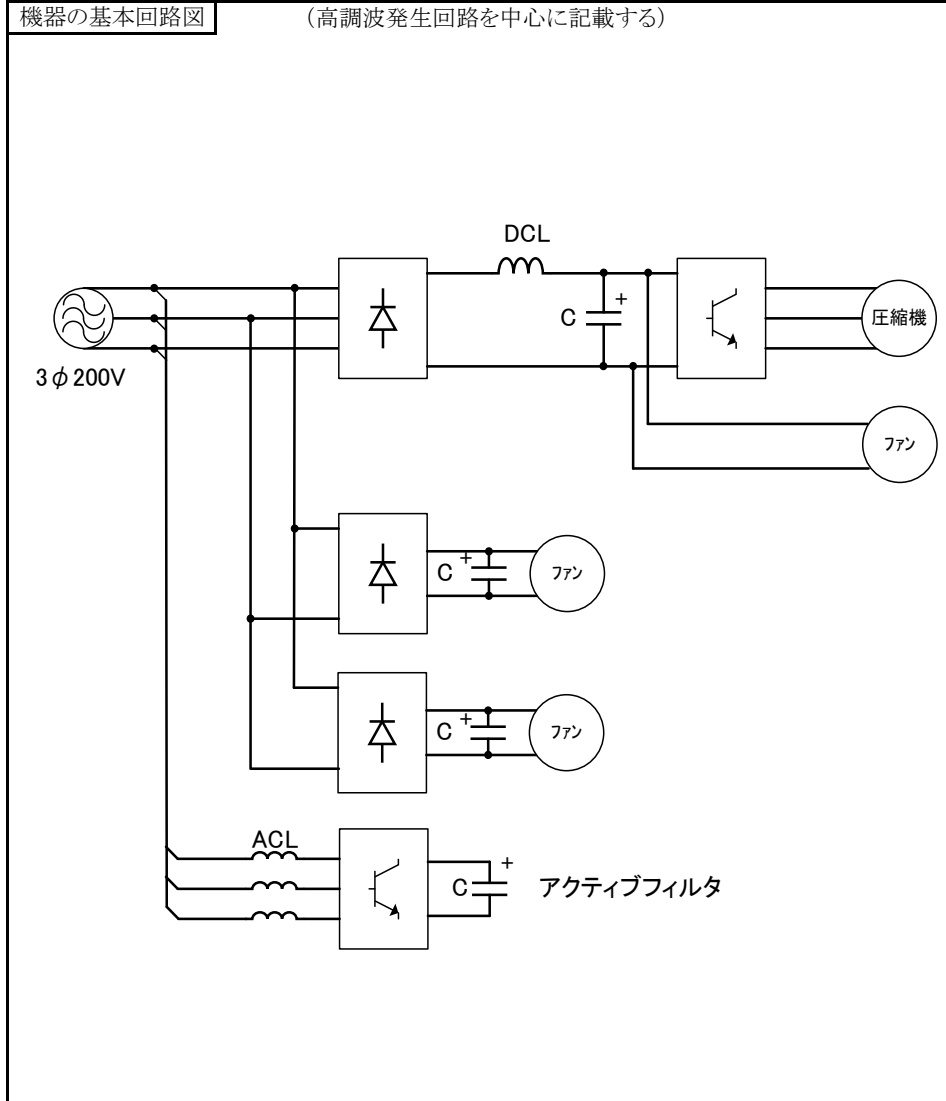 機器の基本回路図 (高調波発生回路を中心に記載する)
DCL
C +
圧縮機
3φ200V
ファン
C +
ファン
C +
ファン
ACL
C +
アクティブフィルタ